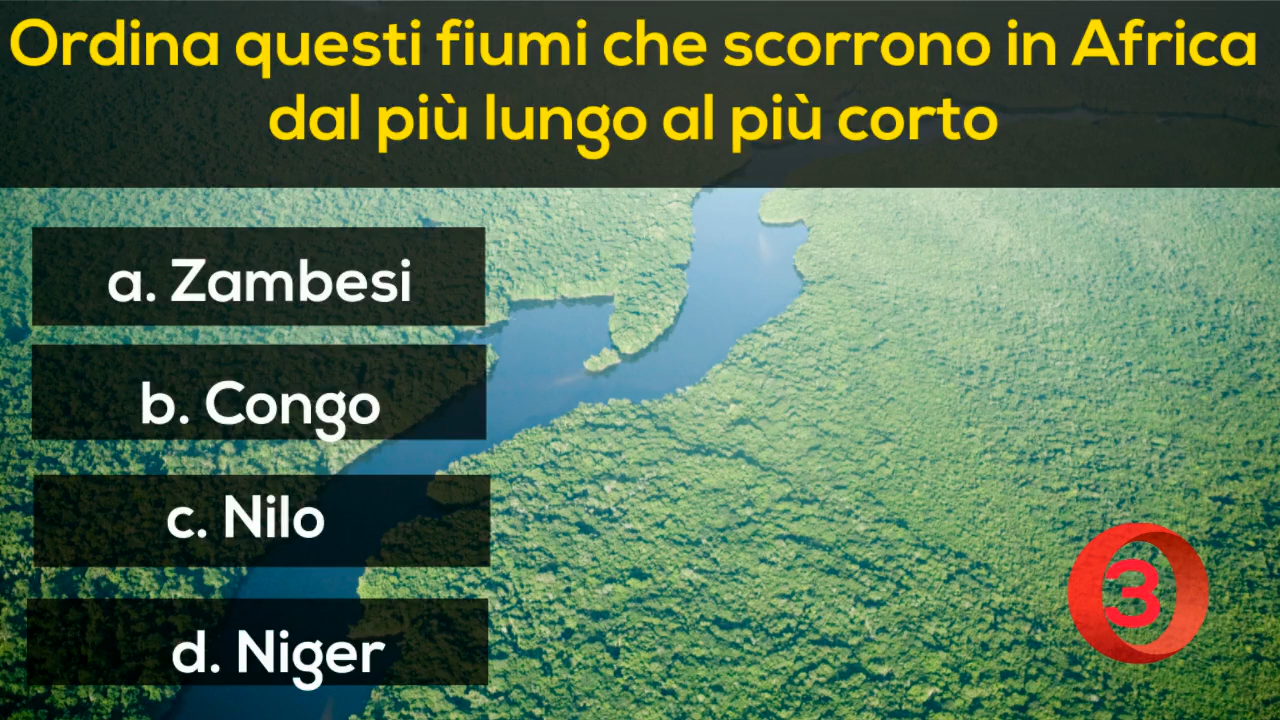 Ordina questi fiumi che scorrono in Africa
dal più lungo al più corto
a. Zambesi
b. Congo
c. Nilo
d. Niger
3